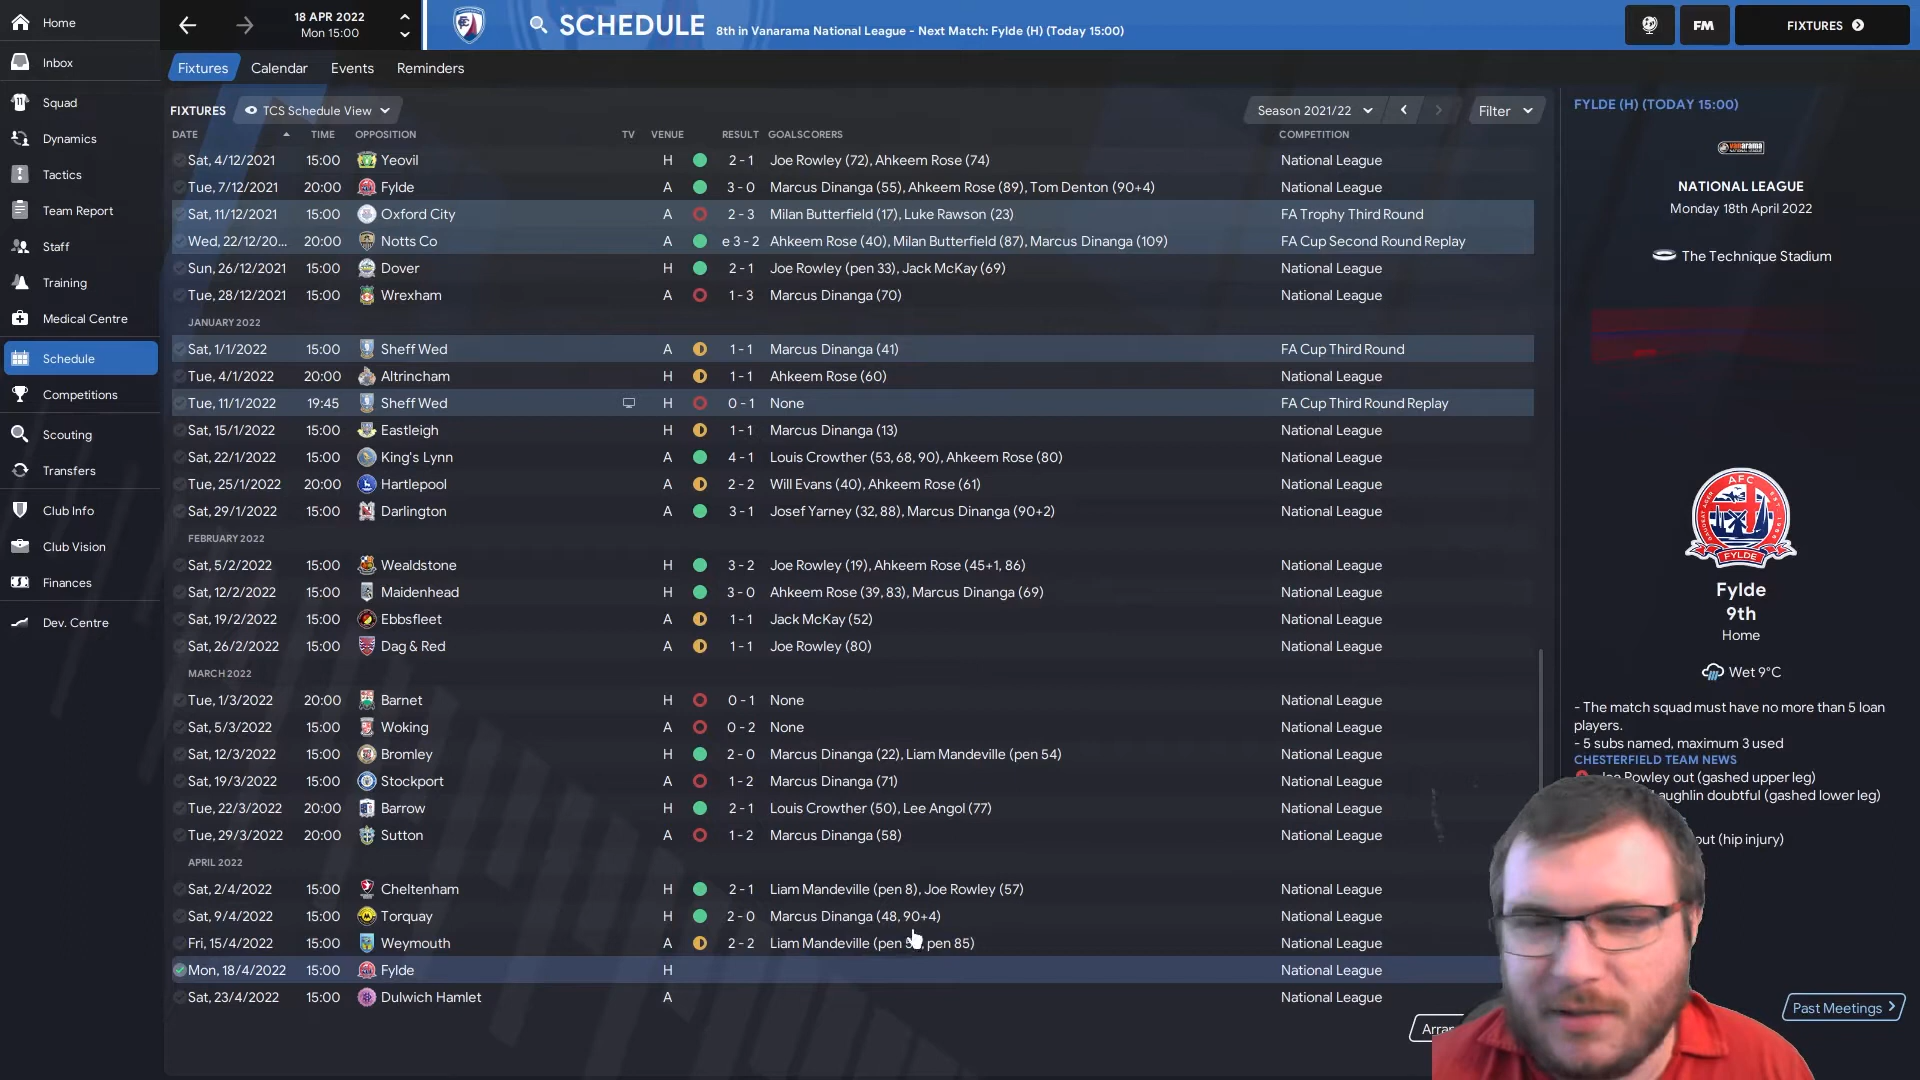 Home
Inbox
Squad
Dynamics
Tactics
Team Report
Staff
Training
Medical Centre
Schedule
Competitions
Scouting
Transfers
Club Info
Club Vision
Finances
Dev. Centre
18 APR 2022
Mon 15:00
SCHEDULE
8th in Vanarama National League - Next Match: Fylde (H) (Today 15:00)
FM
FIXTURES
Fixtures Calendar Events Reminders
FIXTURES TCS Schedule View Season 2021/22 Filter
DATE TIME OPPOSITION TV VENUE RESULT GOALSCORERS COMPETITION
Sat, 4/12/2021 15:00 Yeovil H 2 - 1 Joe Rowley (72), Ahkeem Rose (74) National League
Tue, 7/12/2021 20:00 Fylde A 3 - 0 Marcus Dinanga (55), Ahkeem Rose (89), Tom Denton (90+4) National League
Sat, 11/12/2021 15:00 Oxford City A 2 - 3 Milan Butterfield (17), Luke Rawson (23) FA Trophy Third Round
Wed, 22/12/20... 20:00 Notts Co A e 3 - 2 Ahkeem Rose (40), Milan Butterfield (87), Marcus Dinanga (109) FA Cup Second Round Replay
Sun, 26/12/2021 15:00 Dover H 2 - 1 Joe Rowley (pen 33), Jack McKay (69) National League
Tue, 28/12/2021 15:00 Wrexham A 1 - 3 Marcus Dinanga (70) National League
JANUARY 2022
Sat, 1/1/2022 15:00 Sheff Wed A 1 - 1 Marcus Dinanga (41) FA Cup Third Round
Tue, 4/1/2022 20:00 Altrincham H 1 - 1 Ahkeem Rose (60) National League
Tue, 11/1/2022 19:45 Sheff Wed H 0 - 1 None FA Cup Third Round Replay
Sat, 15/1/2022 15:00 Eastleigh H 1 - 1 Marcus Dinanga (13) National League
Sat, 22/1/2022 15:00 King's Lynn A 4 - 1 Louis Crowther (53, 68, 90), Ahkeem Rose (80) National League
Tue, 25/1/2022 20:00 Hartlepool A 2 - 2 Will Evans (40), Ahkeem Rose (61) National League
Sat, 29/1/2022 15:00 Darlington A 3 - 1 Josef Yarney (32, 88), Marcus Dinanga (90+2) National League
FEBRUARY 2022
Sat, 5/2/2022 15:00 Wealdstone H 3 - 2 Joe Rowley (19), Ahkeem Rose (45+1, 86) National League
Sat, 12/2/2022 15:00 Maidenhead H 3 - 0 Ahkeem Rose (39, 83), Marcus Dinanga (69) National League
Sat, 19/2/2022 15:00 Ebbsfleet A 1 - 1 Jack McKay (52) National League
Sat, 26/2/2022 15:00 Dag & Red A 1 - 1 Joe Rowley (80) National League
MARCH 2022
Tue, 1/3/2022 20:00 Barnet H 0 - 1 None National League
Sat, 5/3/2022 15:00 Woking A 0 - 2 None National League
Sat, 12/3/2022 15:00 Bromley H 2 - 0 Marcus Dinanga (22), Liam Mandeville (pen 54) National League
Sat, 19/3/2022 15:00 Stockport A 1 - 2 Marcus Dinanga (71) National League
Tue, 22/3/2022 20:00 Barrow H 2 - 1 Louis Crowther (50), Lee Angol (77) National League
Tue, 29/3/2022 20:00 Sutton A 1 - 2 Marcus Dinanga (58) National League
APRIL 2022
Sat, 2/4/2022 15:00 Cheltenham H 2 - 1 Liam Mandeville (pen 8), Joe Rowley (57) National League
Sat, 9/4/2022 15:00 Torquay H 2 - 0 Marcus Dinanga (48, 90+4) National League
Fri, 15/4/2022 15:00 Weymouth A 2 - 2 Liam Mandeville (pen pen 85) National League
Mon, 18/4/2022 15:00 Fylde H National League
Sat, 23/4/2022 15:00 Dulwich Hamlet A National League
FYLDE (H) (TODAY 15:00)
NATIONAL LEAGUE
Monday 18th April 2022
The Technique Stadium
AFC
FYLDE
Fylde
9th
Home
Wet 9°C
- The match squad must have no more than 5 loan
players.
- 5 subs named, maximum 3 used
CHESTERFIELD TEAM NEWS
Rowley out (gashed upper leg)
aughlin doubtful (gashed lower leg)
out (hip injury)
Past Meetings